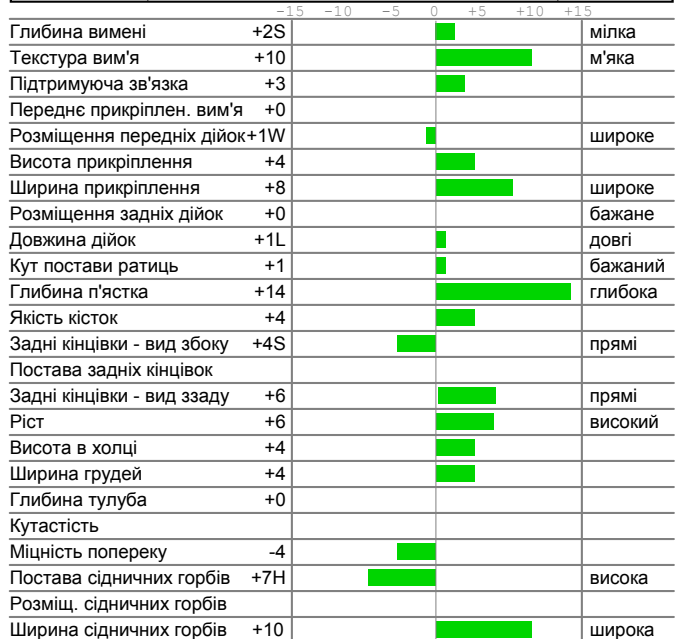 -15 -10 -5 0 +5 +10 +15
Глибина вимені +2S мілка
Текстура вим'я +10 м'яка
Підтримуюча зв'язка +3
Переднє прикріплен. вим'я +0
Розміщення передніх дійок+1W широке
Висота прикріплення +4
Ширина прикріплення +8 широке
Розміщення задніх дійок +0 бажане
Довжина дійок +1L довгі
Кут постави ратиць +1 бажаний
Глибина п'ястка +14 глибока
Якість кісток +4
Задні кінцівки - вид збоку +4S прямі
Постава задніх кінцівок
Задні кінцівки - вид ззаду +6 прямі
Ріст +6 високий
Висота в холці +4
Ширина грудей +4
Глибина тулуба +0
Кутастість
Міцність попереку -4
Постава сідничних горбів +7H висока
Розміщ. сідничних горбів
Ширина сідничних горбів +10 широка